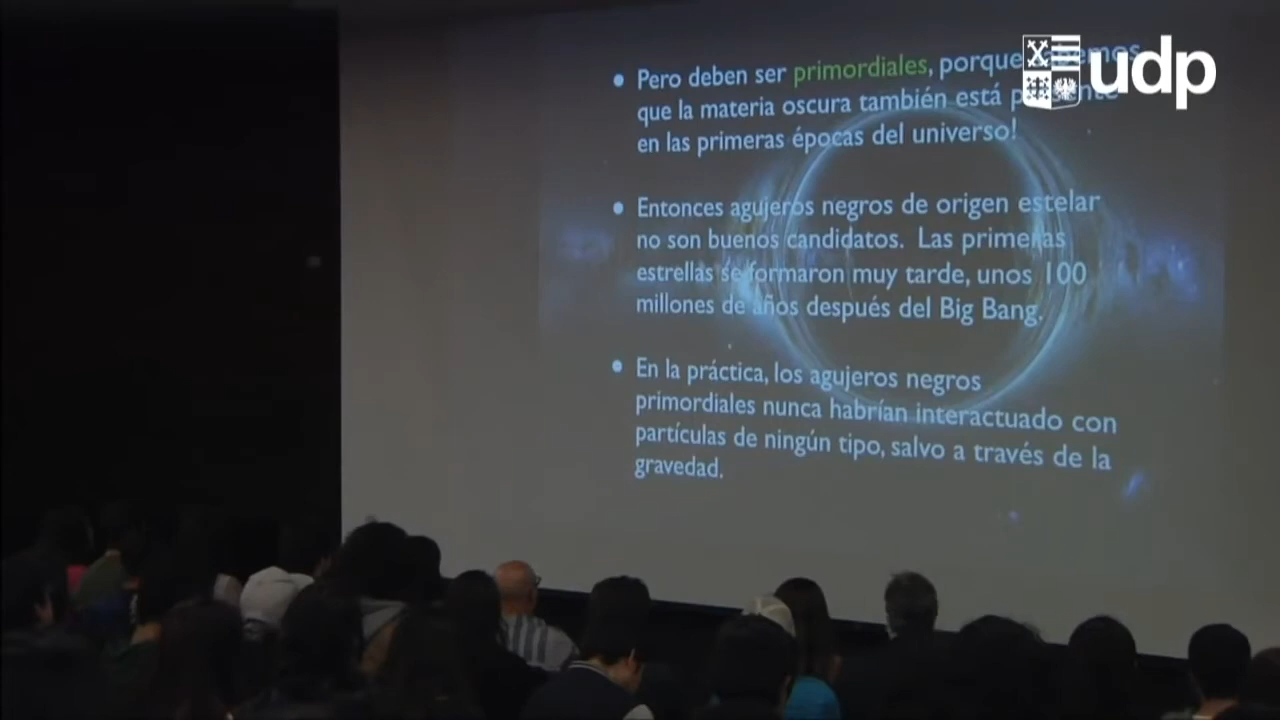 udp
• Pero deben ser primordiales, porque sabemos
que la materia oscura también está presente
en las primeras épocas del universo!
• Entonces agujeros negros de origen estelar
no son buenos candidatos. Las primeras
estrellas se formaron muy tarde, unos 100
millones de años después del Big Bang.
• En la práctica, los agujeros negros
primordiales nunca habrían interactuado con
partículas de ningún tipo, salvo a través de la
gravedad.